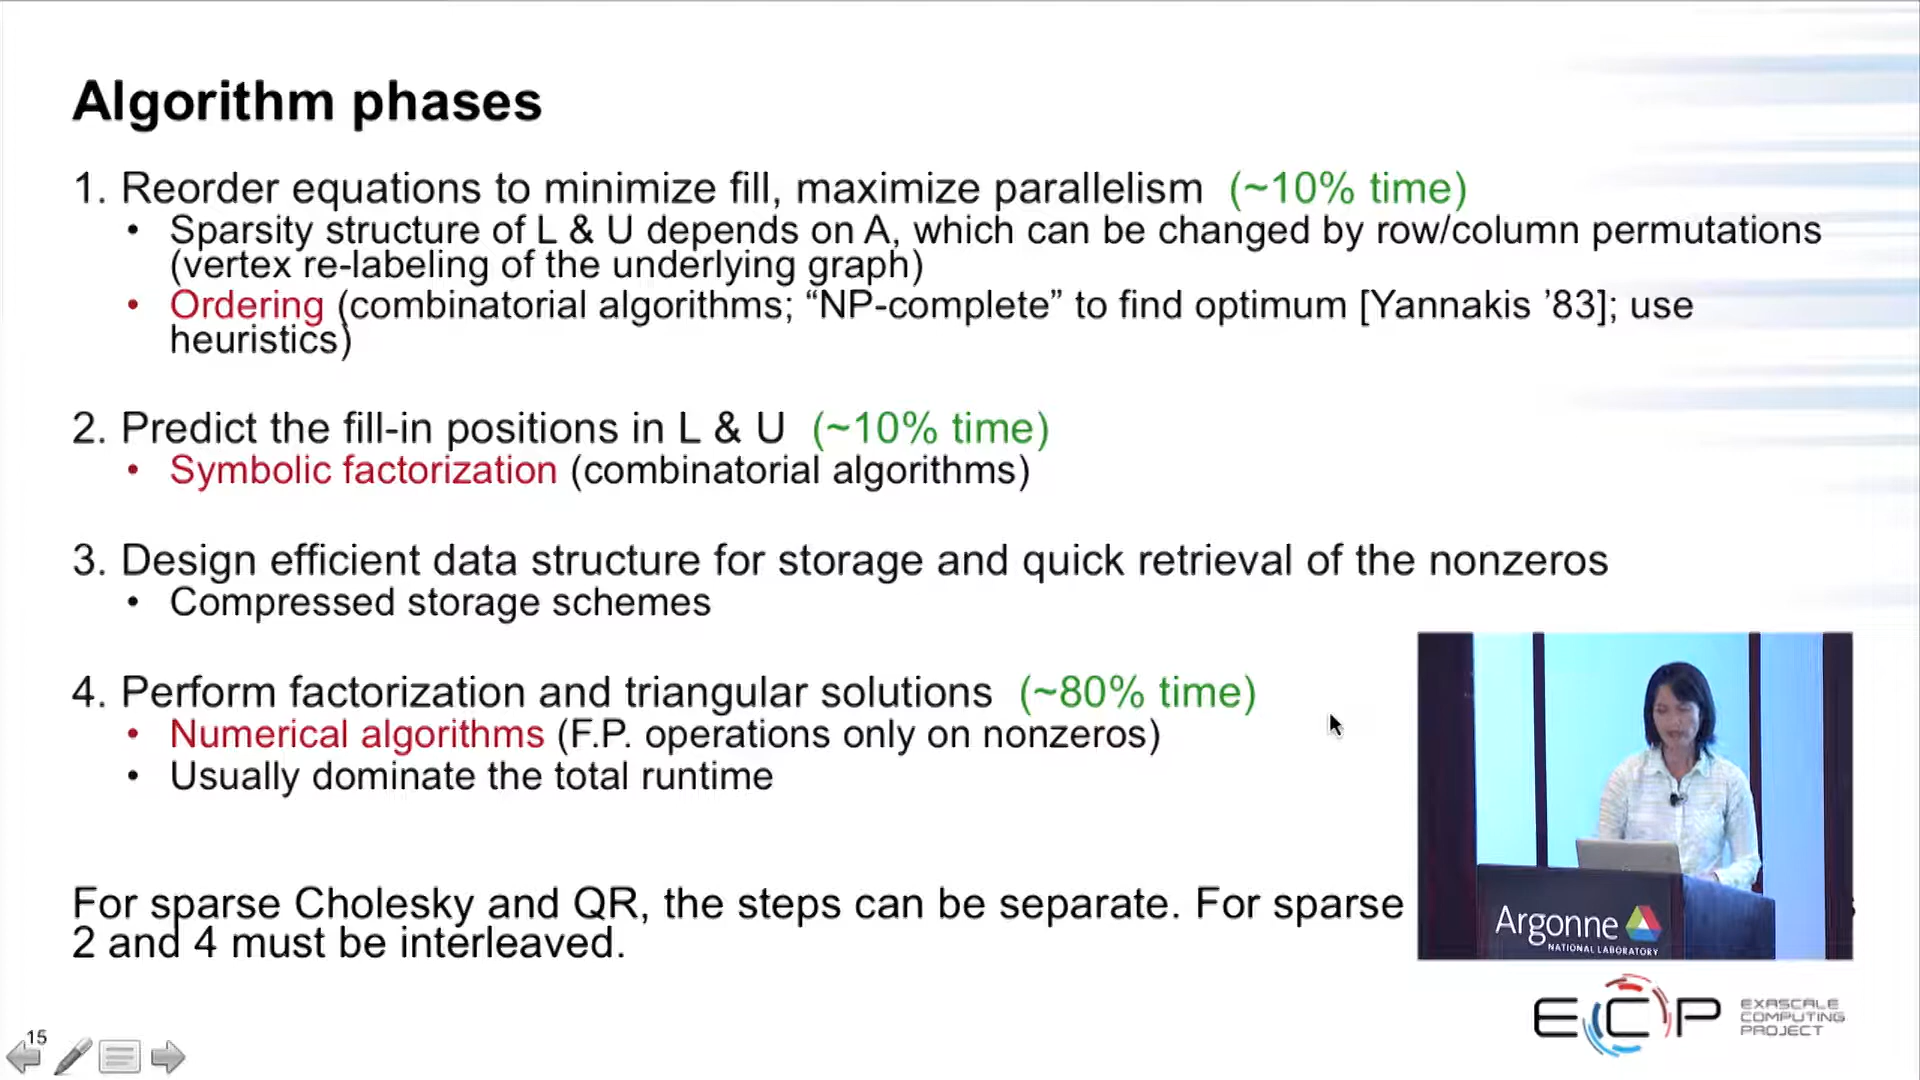 Algorithm phases
1. Reorder equations to minimize fill, maximize parallelism (~10% time)
• Sparsity structure of L & U depends on A, which can be changed by row/column permutations
(vertex re-labeling of the underlying graph)
• Ordering (combinatorial algorithms; “NP-complete” to find optimum [Yannakis ’83]; use
heuristics)
2. Predict the fill-in positions in L & U (~10% time)
• Symbolic factorization (combinatorial algorithms)
3. Design efficient data structure for storage and quick retrieval of the nonzeros
• Compressed storage schemes
4. Perform factorization and triangular solutions (~80% time)
• Numerical algorithms (F.P. operations only on nonzeros)
• Usually dominate the total runtime
For sparse Cholesky and QR, the steps can be separate. For sparse
2 and 4 must be interleaved.
Argonne
NATIONAL LABORATORY
ECP
EXASCALE
COMPUTING
PROJECT
15